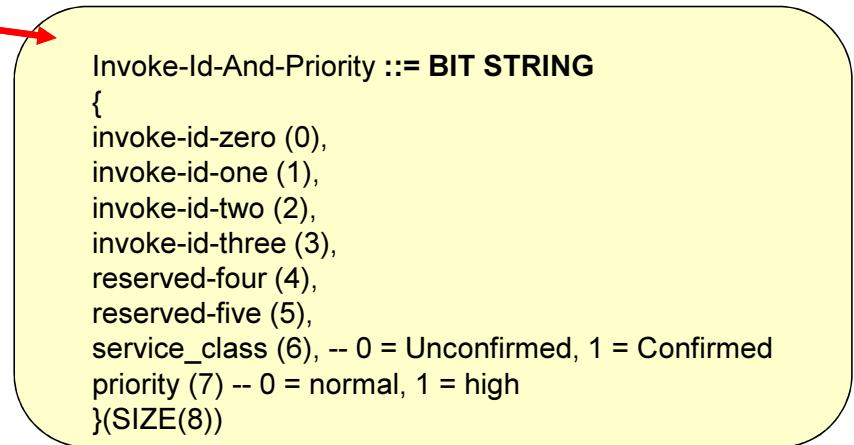 Invoke-Id-And-Priority ::= BIT STRING
{
invoke-id-zero (0),
invoke-id-one (1),
invoke-id-two (2),
invoke-id-three (3),
reserved-four (4),
reserved-five (5),
service_class (6), -- 0 = Unconfirmed, 1 = Confirmed
priority (7) -- 0 = normal, 1 = high
}(SIZE(8))